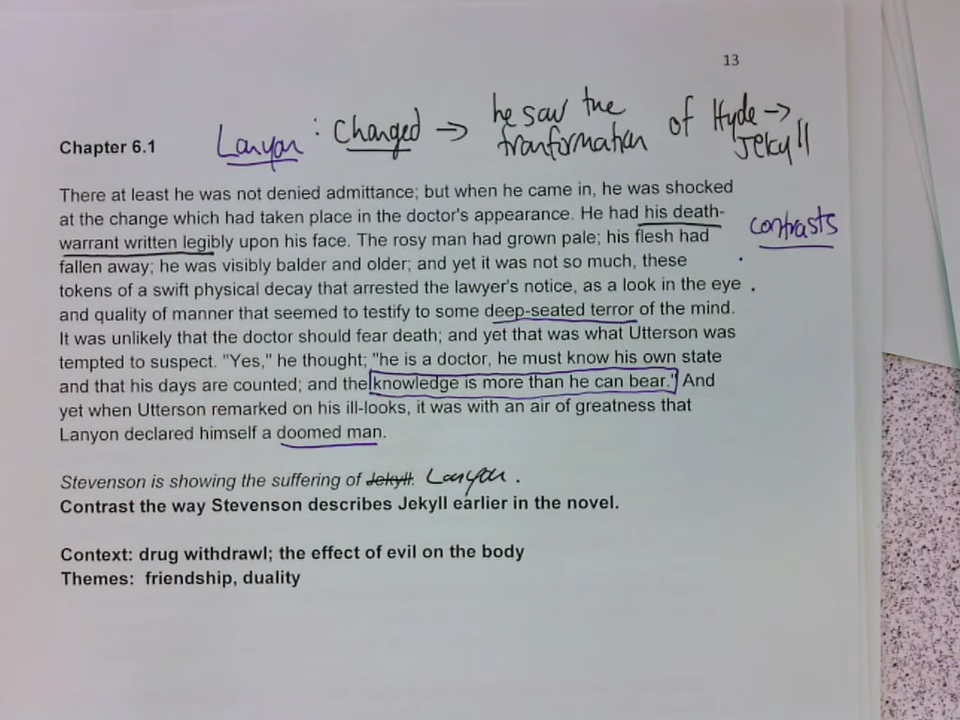 13
Chapter 6.1 Lanyon : Changed → he saw the tranformation of Hyde → Jekyll
There at least he was not denied admittance; but when he came in, he was shocked
at the change which had taken place in the doctor's appearance. He had his death-
warrant written legibly upon his face. The rosy man had grown pale; his flesh had
contrasts
fallen away; he was visibly balder and older; and yet it was not so much, these
tokens of a swift physical decay that arrested the lawyer's notice, as a look in the eye
and quality of manner that seemed to testify to some deep-seated terror of the mind.
It was unlikely that the doctor should fear death; and yet that was what Utterson was
tempted to suspect. "Yes," he thought; "he is a doctor, he must know his own state
and that his days are counted; and the knowledge is more than he can bear." And
yet when Utterson remarked on his ill-looks, it was with an air of greatness that
Lanyon declared himself a doomed man.
Stevenson is showing the suffering of Jekyll. Lanyon.
Contrast the way Stevenson describes Jekyll earlier in the novel.
Context: drug withdrawl; the effect of evil on the body
Themes: friendship, duality